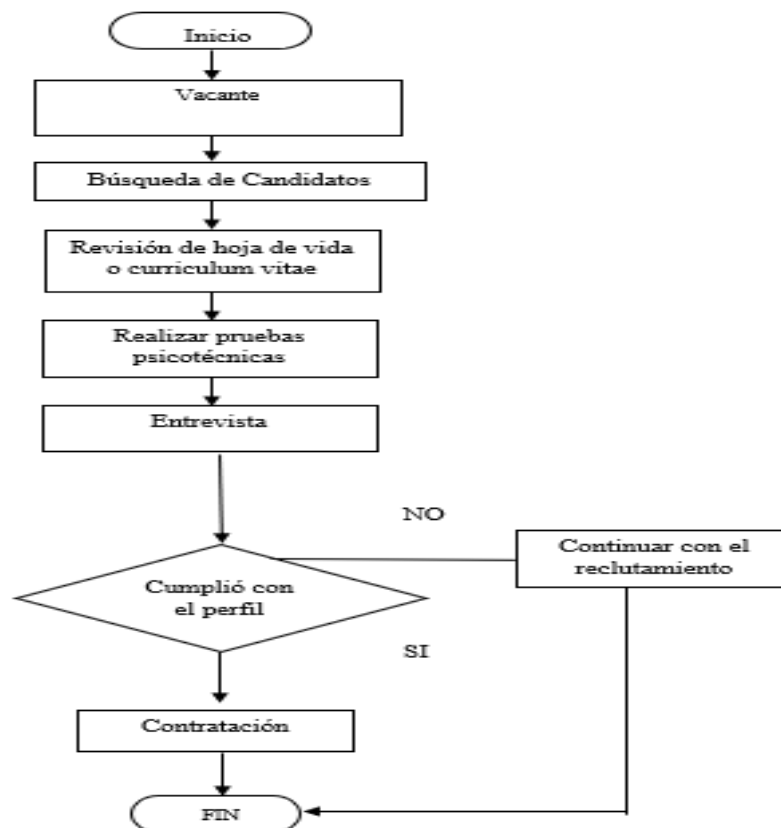 Inicio
Vacante
Búsqueda de Candidatos
Revisión de hoja de vida
o curriculum vitae
Realizar pruebas
psicotécnicas
Entrevista
NO
Continuar con el
reclutamiento
Cumplió con
el perfil
SI
Contratación
FIN